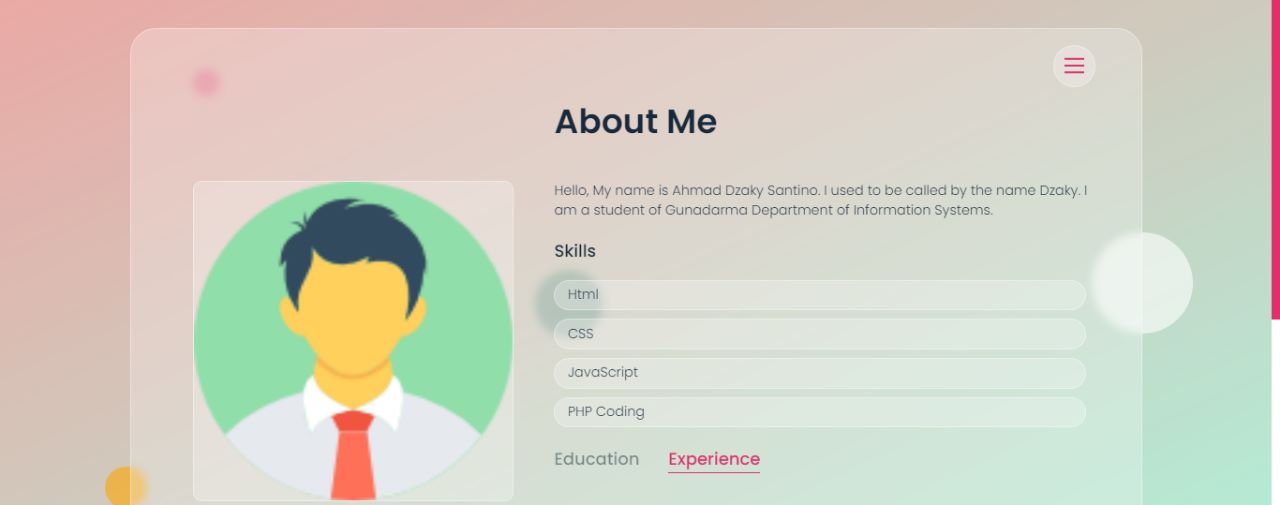 About Me
Hello, My name is Ahmad Dzaky Santino. I used to be called by the name Dzaky. I
am a student of Gunadarma Department of Information Systems.
Skills
Html
CSS
JavaScript
PHP Coding
Education Experience